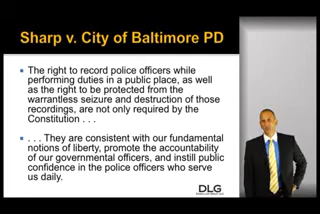 Sharp v. City of Baltimore PD
The right to record police officers while
performing duties in a public place, as well
as the right to be protected from the
warrantless seizure and destruction of those
recordings, are not only required by the
Constitution . . .
. . . They are consistent with our fundamental
notions of liberty, promote the accountability
of our governmental officers, and instill public
confidence in the police officers who serve
us daily.
DLG